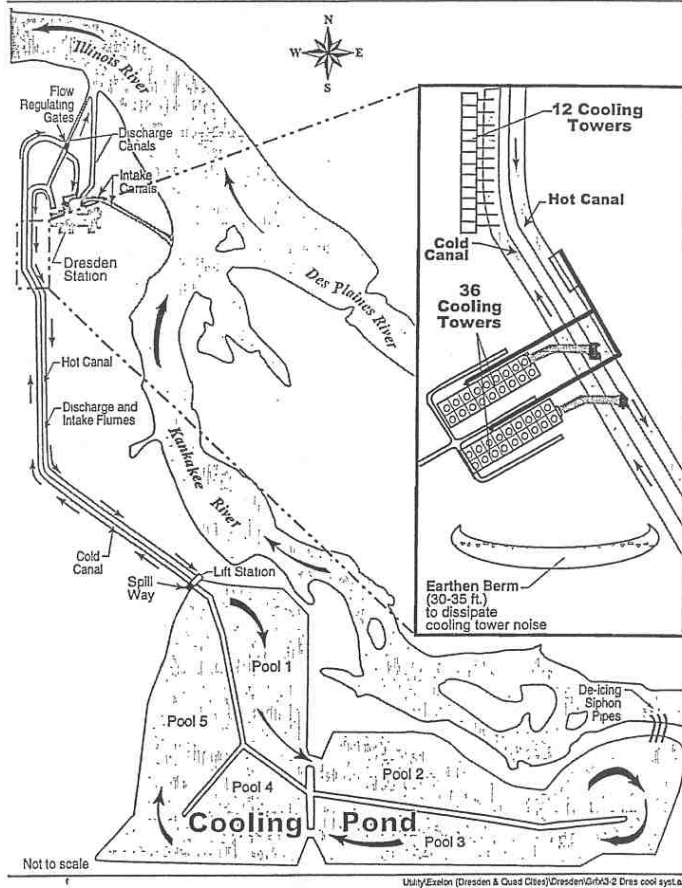 N
W E
S
Illinois River
Flow
Regulating
Gates
Discharge
Canals
Intake
Canals
Dresden
Station
Des Plaines River
Kankakee
River
Hot Canal
Discharge and
Intake Flumes
Cold
Canal
Lift Station
Spill
Way
12 Cooling
Towers
Hot Canal
Cold
Canal
36
Cooling
Towers
Earthen Berm
(30-35 ft.)
to dissipate
cooling tower noise
De-icing
Siphon
Pipes
Pool 1
Pool 5
Pool 2
Pool 4
Cooling Pond
Pool 3
Not to scale